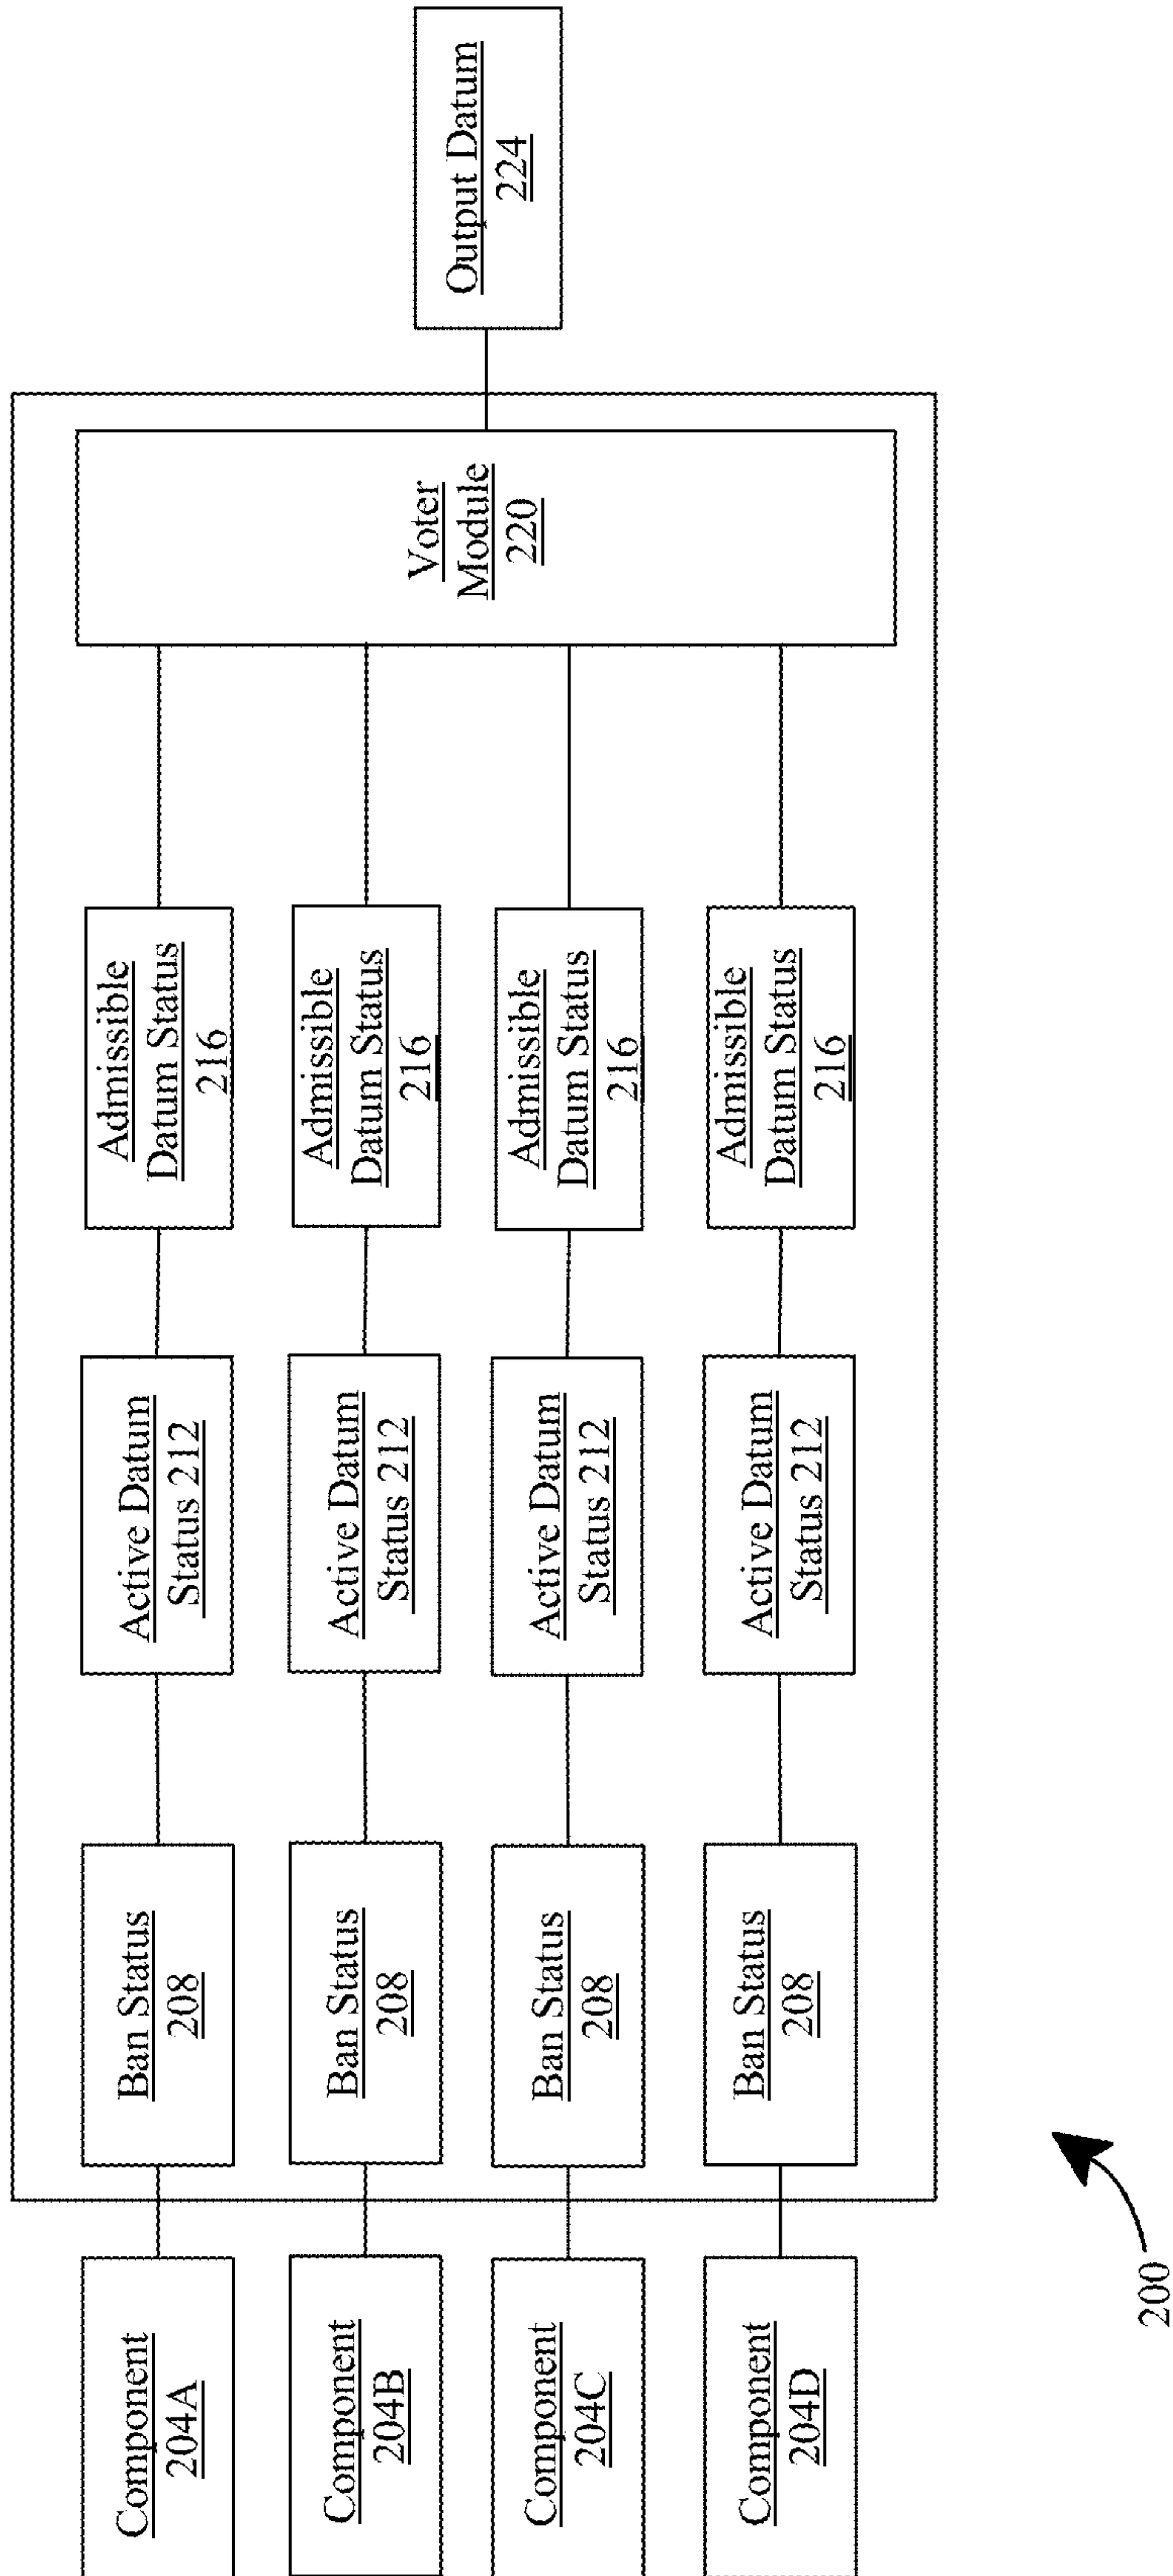 Component
204A
Ban Status
208
Active Datum
Status 212
Admissible
Datum Status
216
Component
204B
Ban Status
208
Active Datum
Status 212
Admissible
Datum Status
216
Component
204C
Ban Status
208
Active Datum
Status 212
Admissible
Datum Status
216
Component
204D
Ban Status
208
Active Datum
Status 212
Admissible
Datum Status
216
Voter
Module
220
Output Datum
224
200